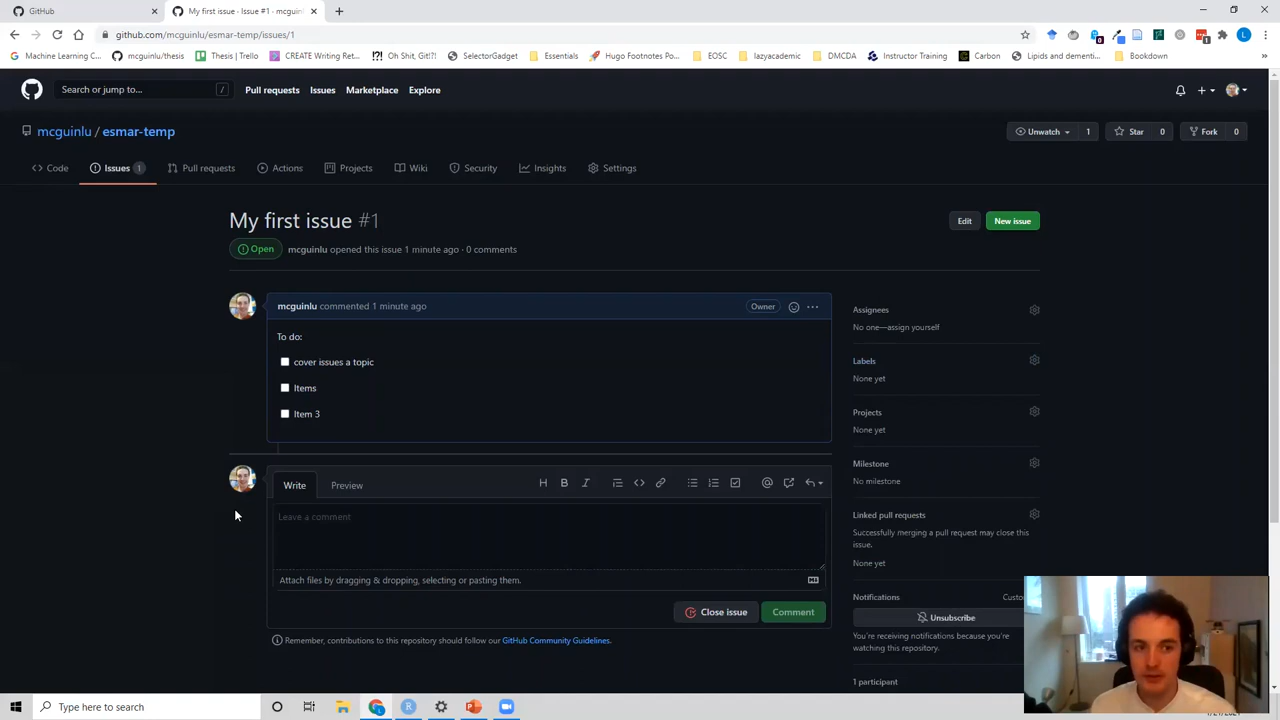 GitHub
My first issue · Issue #1 · mcguinl
github.com/mcguinlu/esmar-temp/issues/1
Machine Learning C... mcguinlu/thesis Thesis | Trello CREATE Writing Ret... ?!? Oh Shit, Git!?! SelectorGadget Essentials Hugo Footnotes Po... EOSC lazyacademic DMCDA Instructor Training Carbon Lipids and dementi... Bookdown
Search or jump to... / Pull requests Issues Marketplace Explore
mcguinlu / esmar-temp Unwatch 1 Star 0 Fork 0
Code Issues 1 Pull requests Actions Projects Wiki Security Insights Settings
My first issue #1 Edit New issue
Open mcguinlu opened this issue 1 minute ago · 0 comments
mcguinlu commented 1 minute ago Owner
To do:
cover issues a topic
Items
Item 3
Assignees
No one—assign yourself
Labels
None yet
Projects
None yet
Milestone
No milestone
Linked pull requests
Successfully merging a pull request may close this
issue.
None yet
Write Preview
Leave a comment
Attach files by dragging & dropping, selecting or pasting them.
Close issue Comment
Remember, contributions to this repository should follow our GitHub Community Guidelines.
Notifications Custo
Unsubscribe
You're receiving notifications because you're
watching this repository.
1 participant
Type here to search